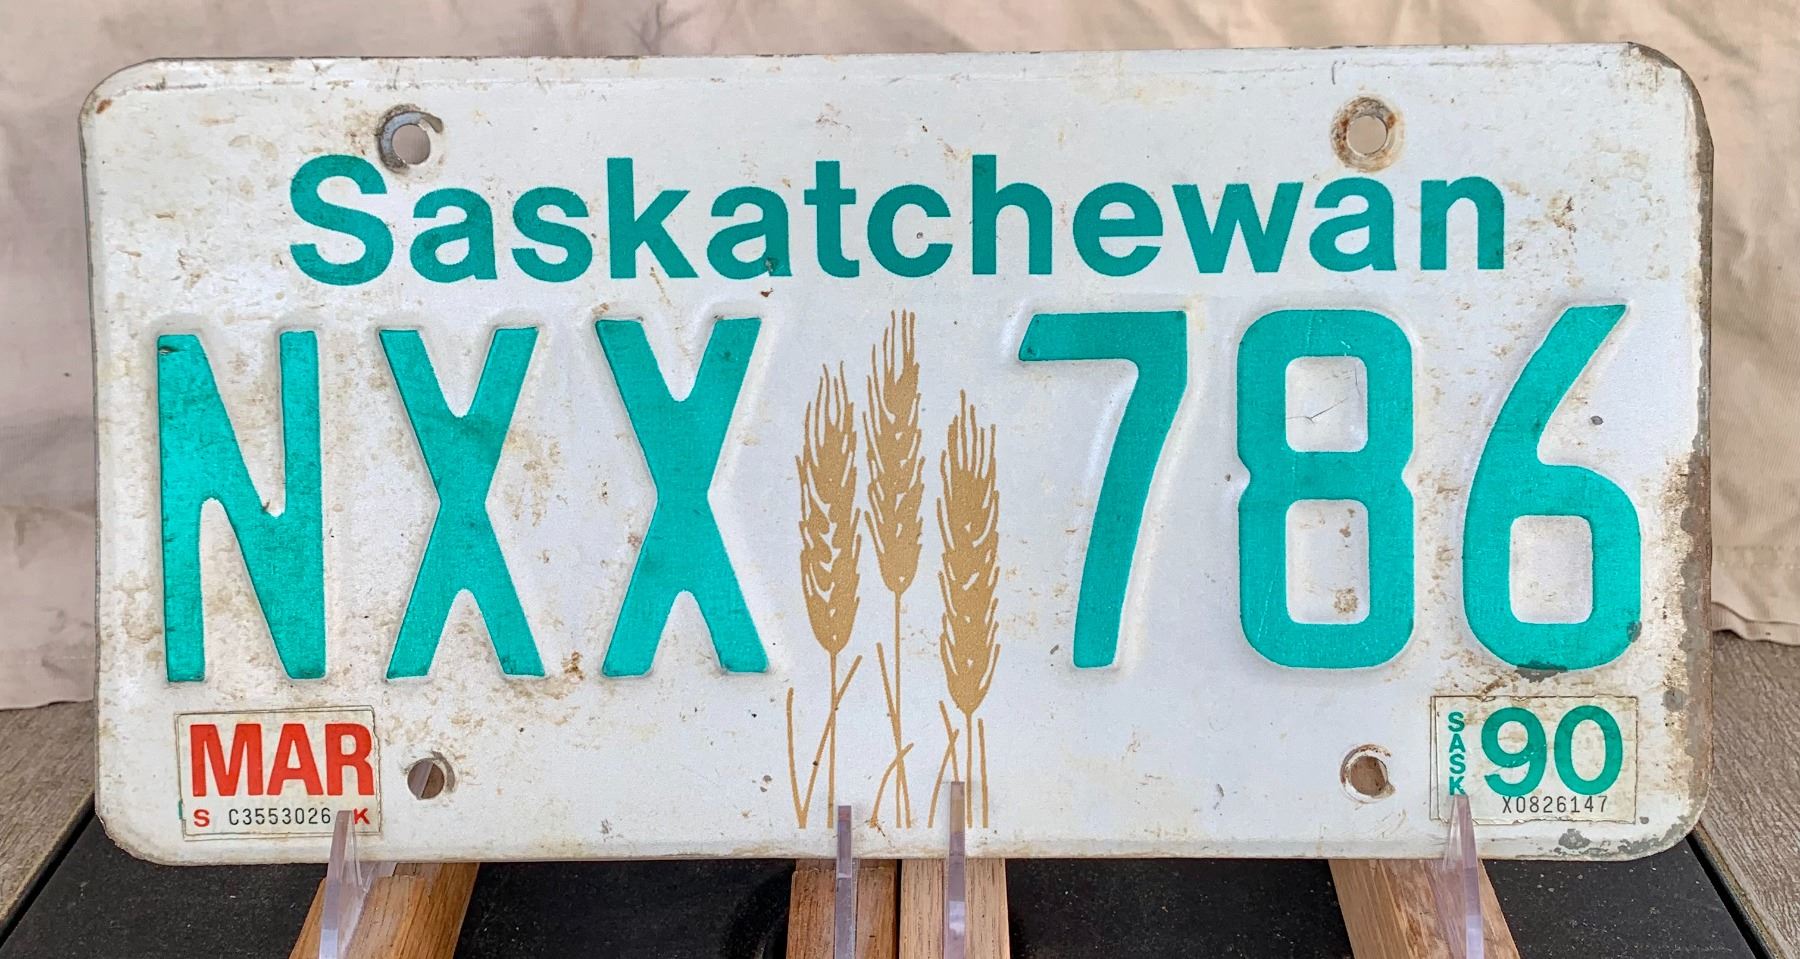 Saskatchewan
NXX 786
MAR
S C3553026 K
SASK 90
X0826147